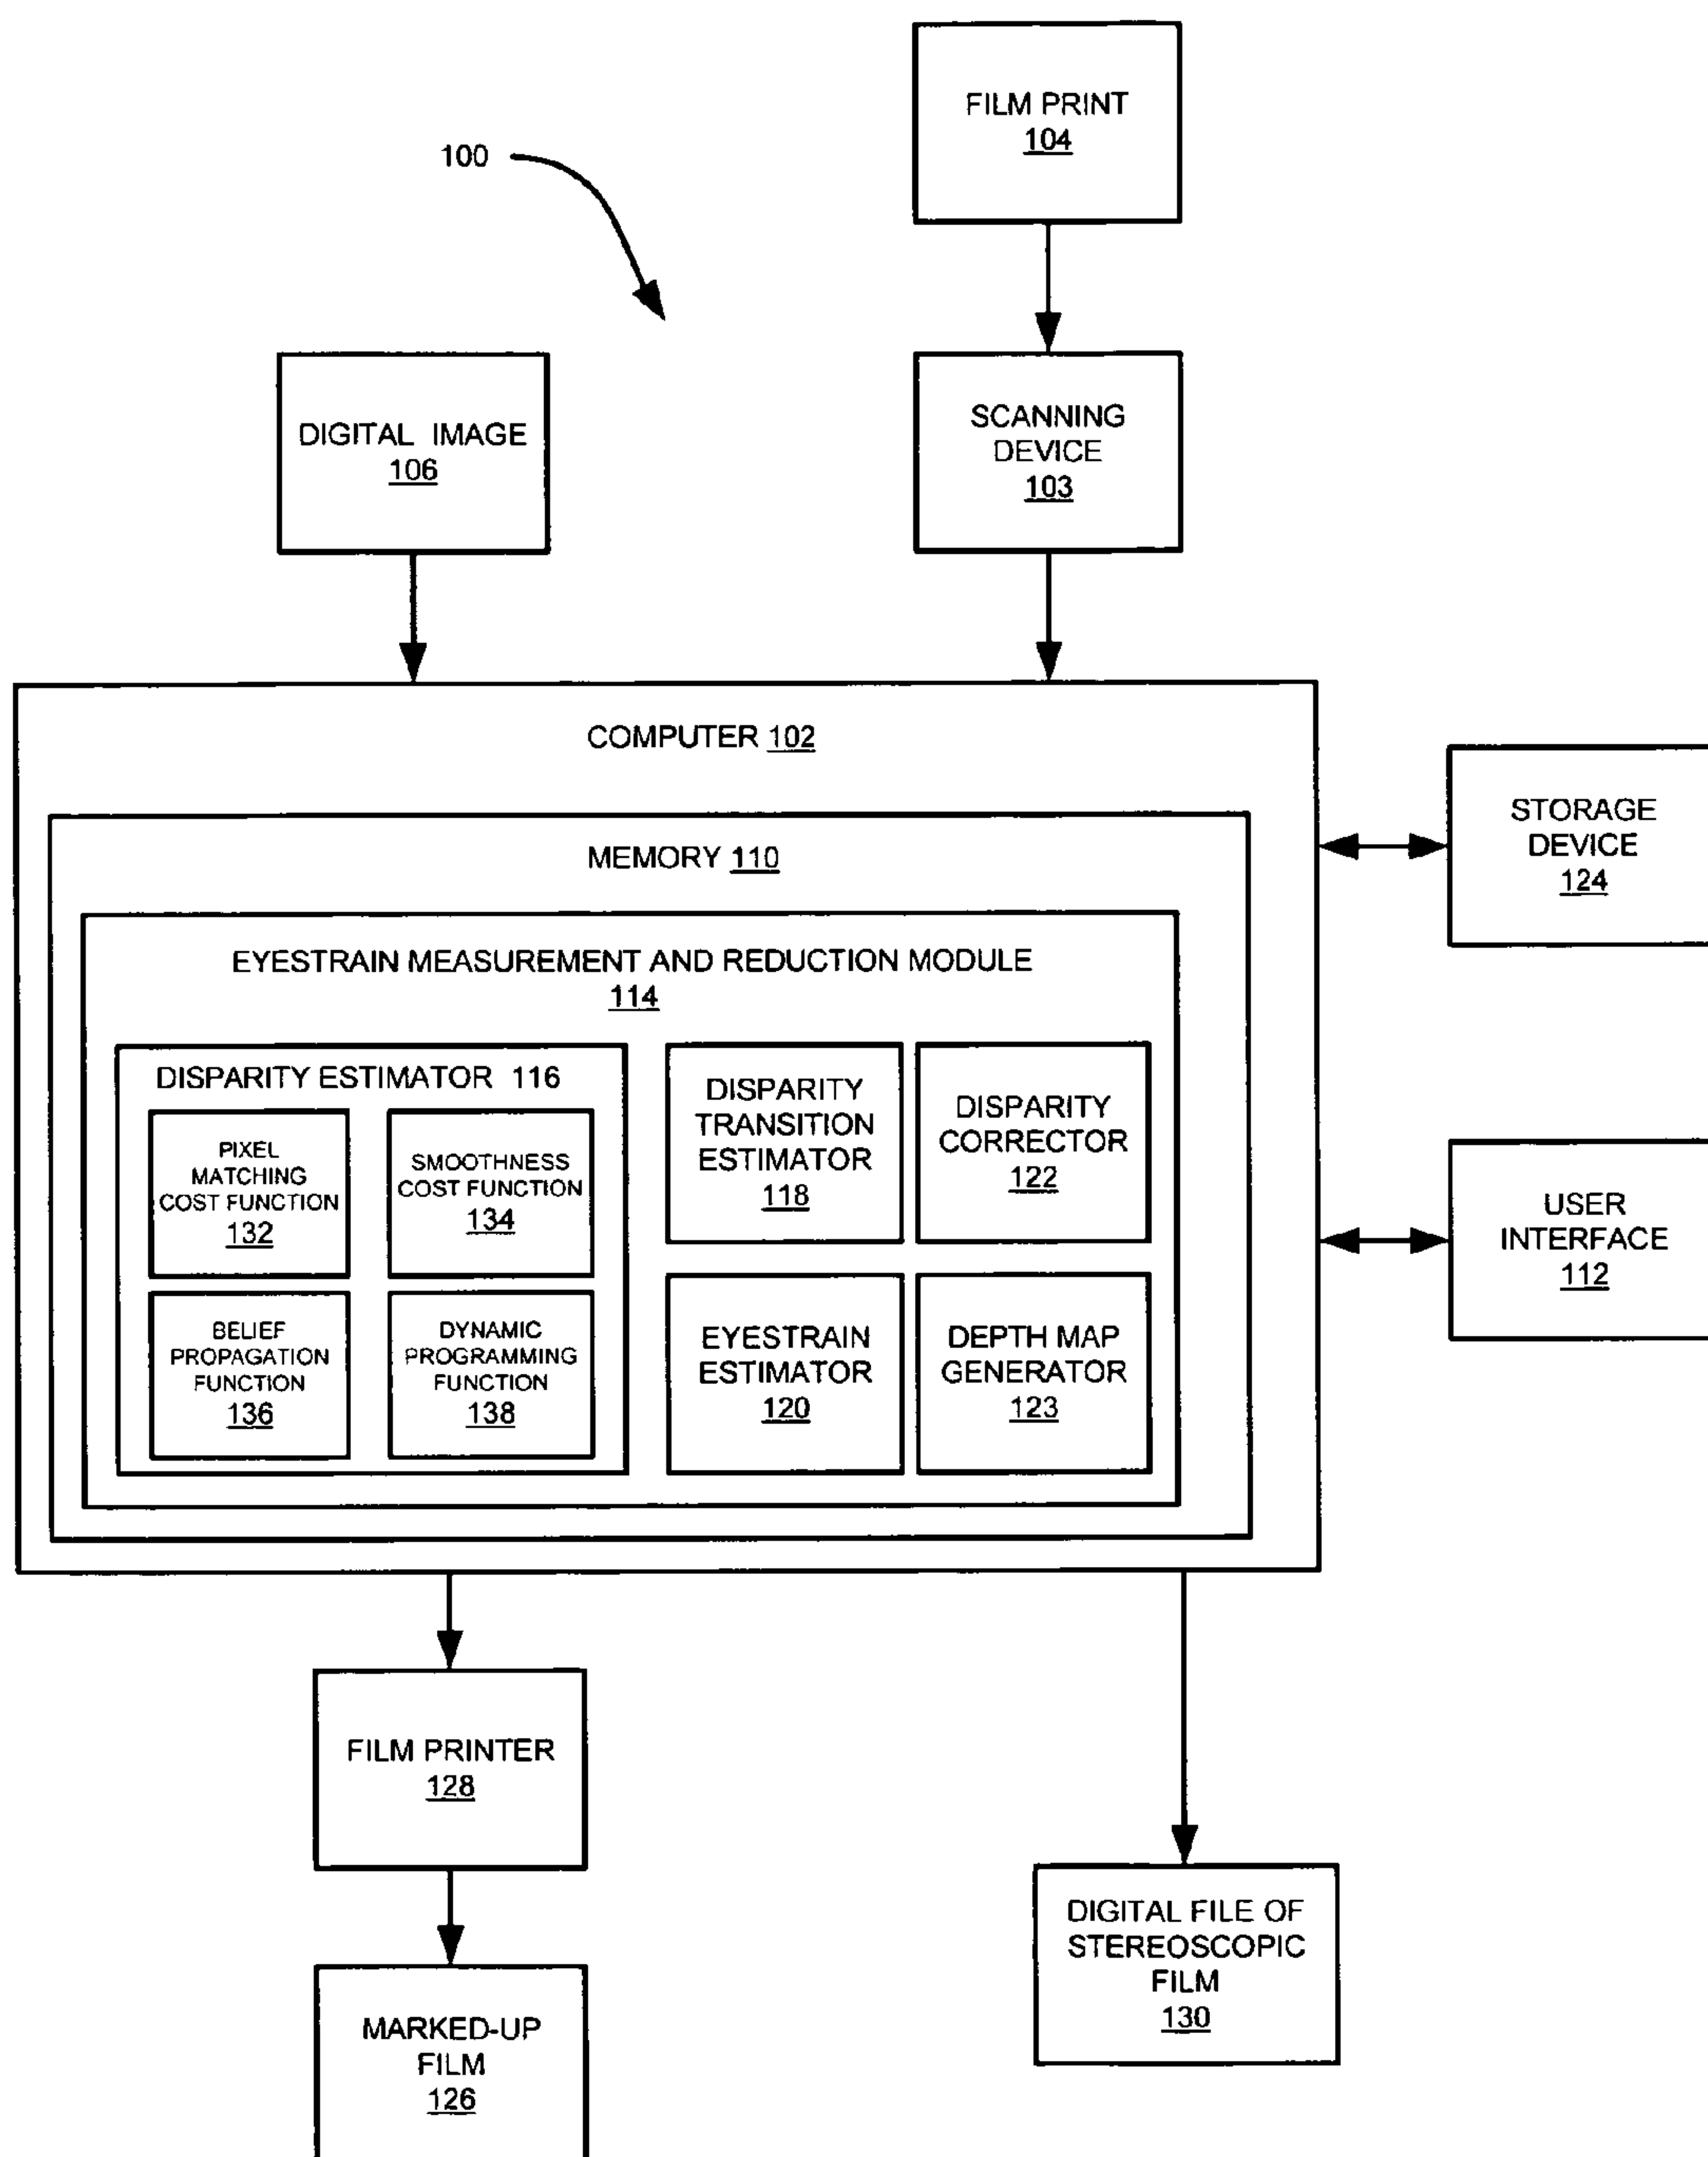 FILM PRINT
104
100
DIGITAL IMAGE
106
SCANNING
DEVICE
103
COMPUTER 102
STORAGE
DEVICE
124
MEMORY 110
EYESTRAIN MEASUREMENT AND REDUCTION MODULE
114
DISPARITY ESTIMATOR 116
PIXEL
MATCHING
COST FUNCTION
132
SMOOTHNESS
COST FUNCTION
134
BELIEF
PROPAGATION
FUNCTION
136
DYNAMIC
PROGRAMMING
FUNCTION
138
DISPARITY
TRANSITION
ESTIMATOR
118
DISPARITY
CORRECTOR
122
EYESTRAIN
ESTIMATOR
120
DEPTH MAP
GENERATOR
123
USER
INTERFACE
112
FILM PRINTER
128
MARKED-UP
FILM
126
DIGITAL FILE OF
STEREOSCOPIC
FILM
130